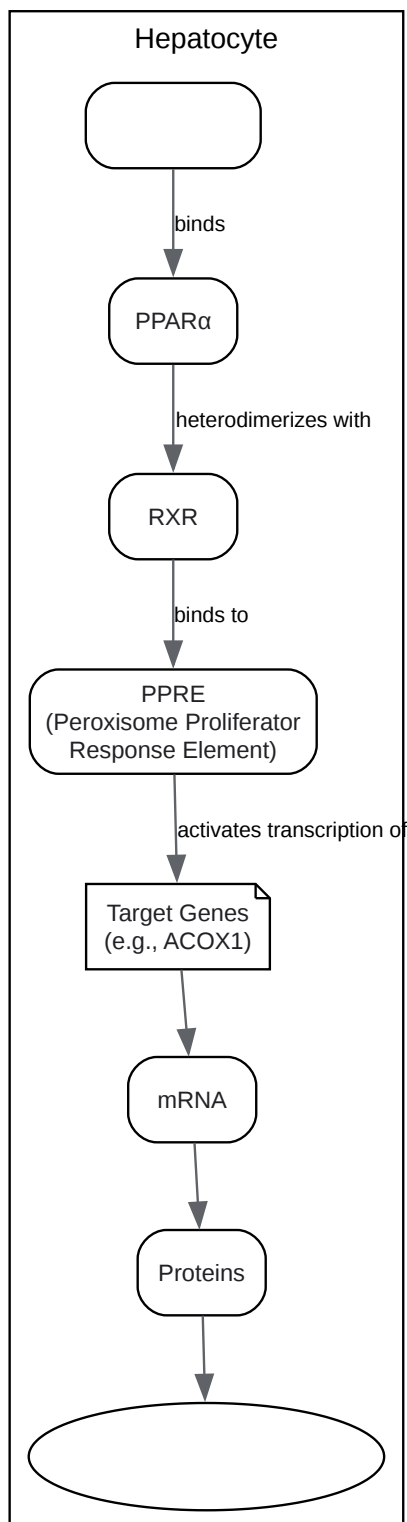 Hepatocyte
binds
PPARα
heterodimerizes with
RXR
binds to
PPRE
(Peroxisome Proliferator
Response Element)
activates transcription of
Target Genes
(e.g., ACOX1)
mRNA
Proteins